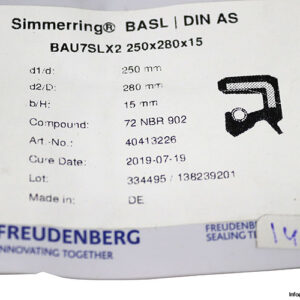 Simmerring® BASL | DIN AS
BAU7SLX2 250x280x15
d1/d: 250 mm
d2/D: 280 mm
b/H: 15 mm
Compound: 72 NBR 902
Art.-No.: 40413226
Cure Date: 2019-07-19
Lot: 334495 / 138239201
Made in: DE
FREUDENBERG
INNOVATING TOGETHER
FREUDENBERG
SEALING
14